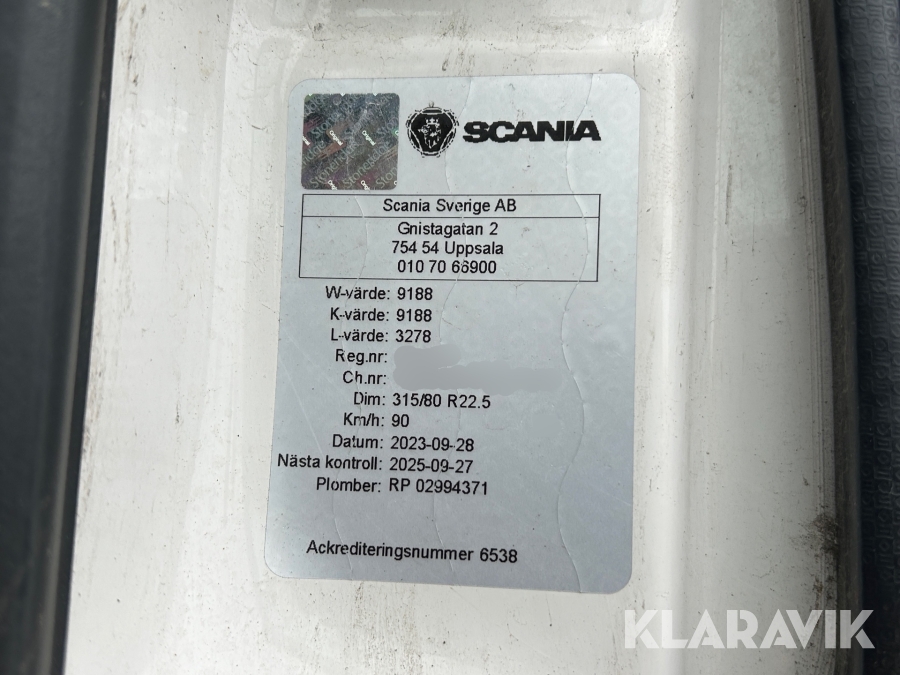 SCANIA
Scania Sverige AB
Gnistagatan 2
754 54 Uppsala
010 70 66900
W-värde: 9188
K-värde: 9188
L-värde: 3278
Reg.nr:
Ch.nr:
Dim: 315/80 R22.5
Km/h: 90
Datum: 2023-09-28
Nästa kontroll: 2025-09-27
Plomber: RP 02994371
Ackrediteringsnummer 6538
KLARAVIK